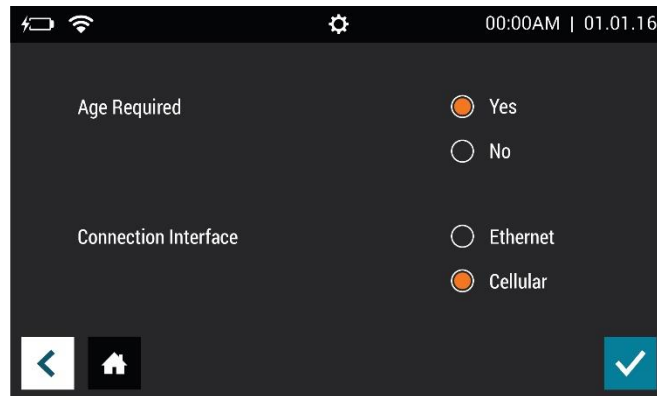 00:00AM | 01.01.16
Age Required
Yes
No
Connection Interface
Ethernet
Cellular